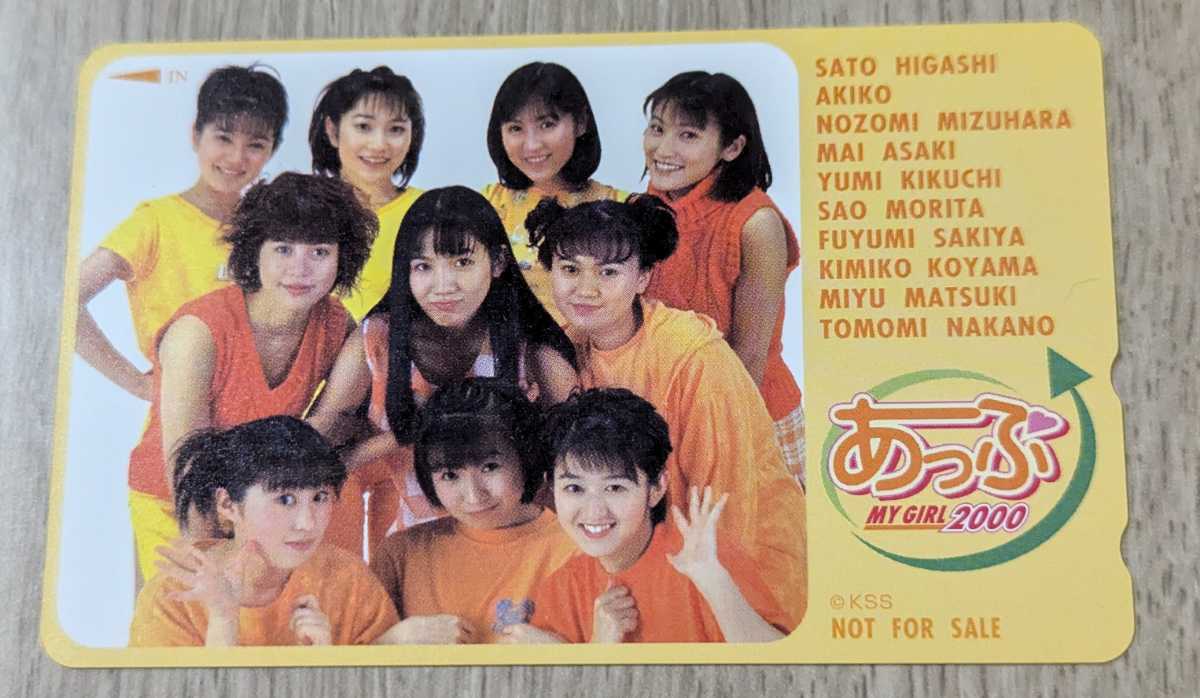 IN
SATO HIGASHI
AKIKO
NOZOMI MIZUHARA
MAI ASAKI
YUMI KIKUCHI
SAO MORITA
FUYUMI SAKIYA
KIMIKO KOYAMA
MIYU MATSUKI
TOMOMI NAKANO
あっぷ
MY GIRL 2000
©KSS
NOT FOR SALE